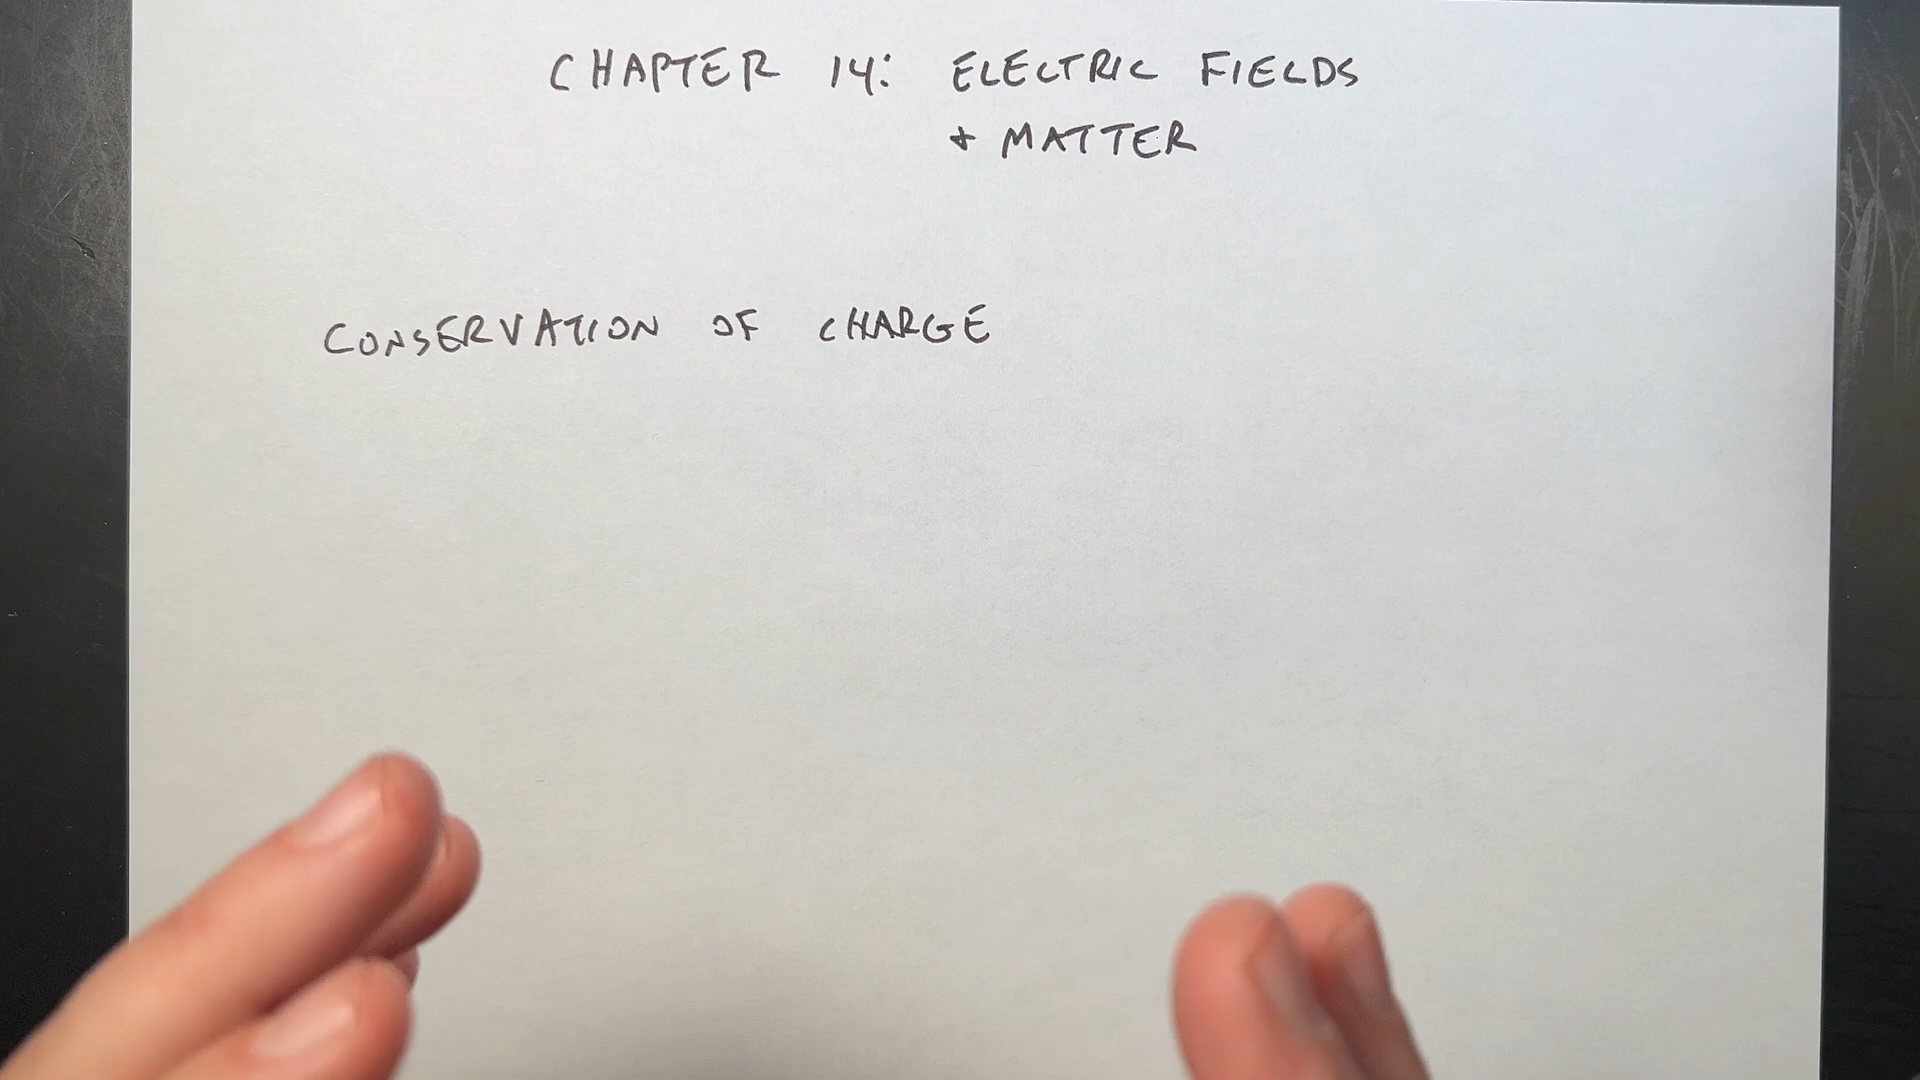 CHAPTER 14: ELECTRIC FIELDS
+ MATTER
CONSERVATION OF CHARGE